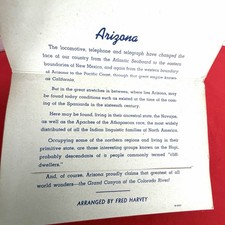 Arizona
The locomotive, telephone and telegraph have changed the
face of our country from the Atlantic Seaboard to the eastern
boundaries of New Mexico; and again from the western boundary
of Arizona to the Pacific Coast, through that great empire known
as California.
But in the great stretches in between, where lies Arizona, may
be found today conditions such as existed at the time of the com-
ing of the Spaniards in the sixteenth century.
Here may be found, living in their ancestral state, the Navajos,
as well as the Apaches of the Athapascan race, the most widely
distributed of all the Indian linguistic families of North America.
Occupying some of the northern regions and living in their
primitive state, are those interesting groups known as the Hopi,
probably descendants of a people commonly termed "cliff-
dwellers."
And, of course, Arizona proudly claims that greatest of all
world wonders—the Grand Canyon of the Colorado River!
ARRANGED BY FRED HARVEY